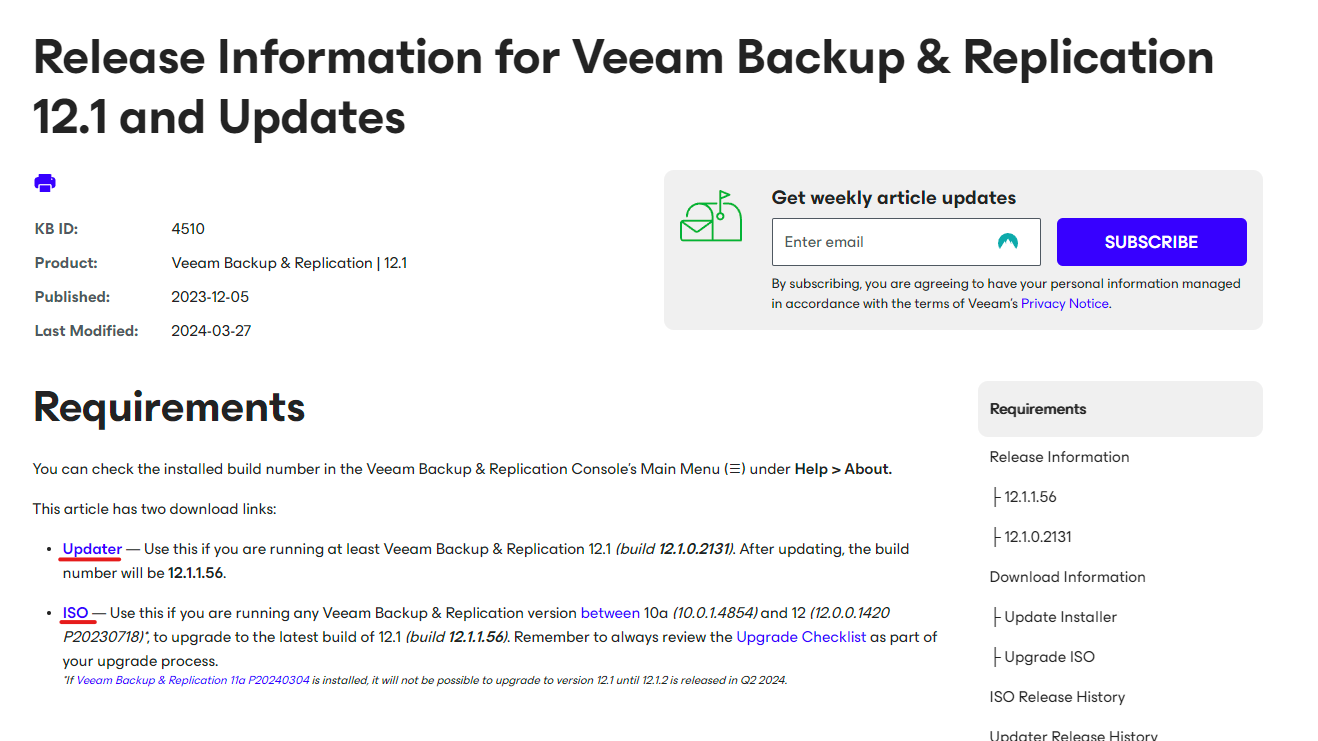 Release Information for Veeam Backup & Replication
12.1 and Updates
KB ID: 4510
Product: Veeam Backup & Replication | 12.1
Published: 2023-12-05
Last Modified: 2024-03-27
Get weekly article updates
Enter email
SUBSCRIBE
By subscribing, you are agreeing to have your personal information managed
in accordance with the terms of Veeam's Privacy Notice.
Requirements
You can check the installed build number in the Veeam Backup & Replication Console's Main Menu (☰) under Help > About.
This article has two download links:
• Updater — Use this if you are running at least Veeam Backup & Replication 12.1 (build 12.1.0.2131). After updating, the build
number will be 12.1.1.56.
• ISO — Use this if you are running any Veeam Backup & Replication version between 10a (10.0.1.4854) and 12 (12.0.0.1420
P20230718)*, to upgrade to the latest build of 12.1 (build 12.1.1.56). Remember to always review the Upgrade Checklist as part of
your upgrade process.
*If Veeam Backup & Replication 11a P20240304 is installed, it will not be possible to upgrade to version 12.1 until 12.1.2 is released in Q2 2024.
Requirements
Release Information
├ 12.1.1.56
├ 12.1.0.2131
Download Information
├ Update Installer
├ Upgrade ISO
ISO Release History
Updater Release History